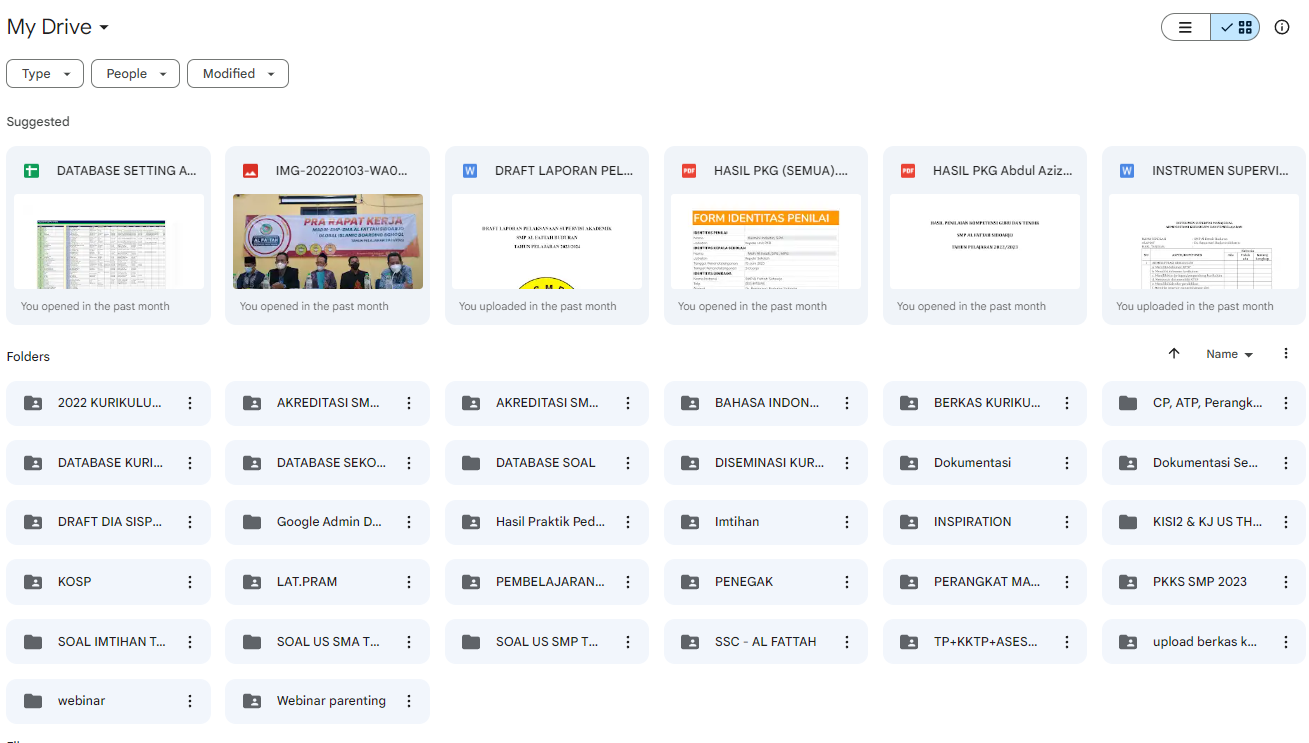 My Drive
Type
People
Modified
Suggested
DATABASE SETTING A...
IMG-20220103-WA0...
DRAFT LAPORAN PEL...
HASIL PKG (SEMUA)....
HASIL PKG Abdul Aziz...
INSTRUMEN SUPERVI...
PRA RAPAT KERJA
AL FATTAH
GLOBAL ISLAMIC BOARDING SCHOOL
DRAFT LAPORAN PELAKSANAAN SUPERVISI AKADEMIK
TAHUN PELAJARAN 2023/2024
FORM IDENTITAS PENILAI
IDENTITAS PENILAI
HASIL PENILAIAN KOMPETENSI GURU DAN TENDIK
SMP AL FATTAH SIDOARJO
TAHUN PELAJARAN 2022/2023
You opened in the past month
You opened in the past month
You uploaded in the past month
You opened in the past month
You opened in the past month
You uploaded in the past month
Folders
Name
2022 KURIKULU...
AKREDITASI SM...
AKREDITASI SM...
BAHASA INDON...
BERKAS KURIKU...
CP, ATP, Perangk...
DATABASE KURI...
DATABASE SEKO...
DATABASE SOAL
DISEMINASI KUR...
Dokumentasi
Dokumentasi Se...
DRAFT DIA SISP...
Google Admin D...
Hasil Praktik Ped...
Imtihan
INSPIRATION
KISI2 & KJ US TH...
KOSP
LAT.PRAM
PEMBELAJARAN...
PENEGAK
PERANGKAT MA...
PKKS SMP 2023
SOAL IMTIHAN T...
SOAL US SMA T...
SOAL US SMP T...
SSC - AL FATTAH
TP+KKTP+ASES...
upload berkas k...
webinar
Webinar parenting